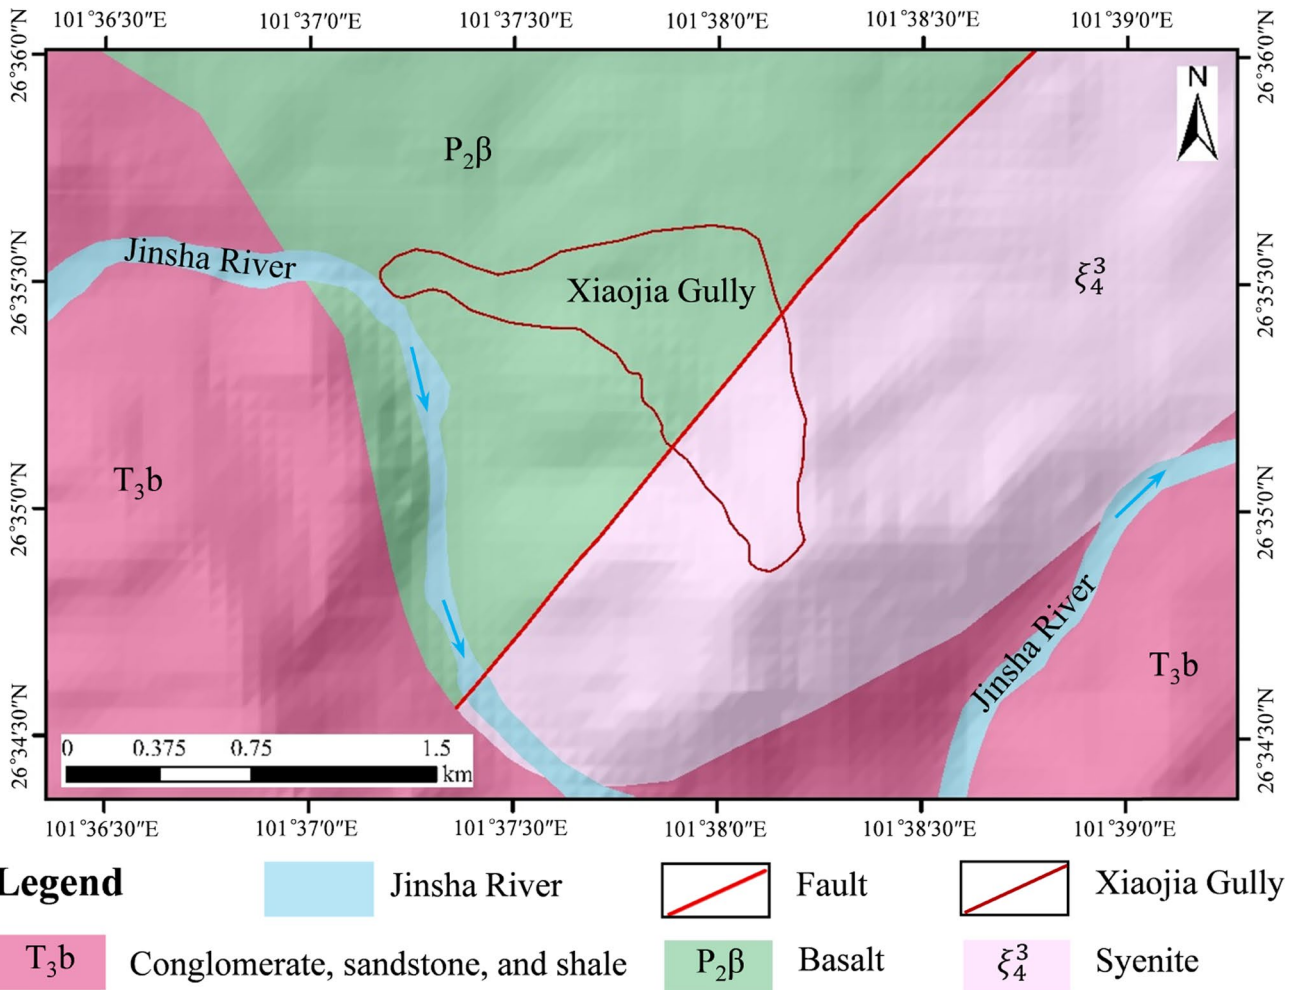 101°36'30"E 101°37'0"E 101°37'30"E 101°38'0"E 101°38'30"E 101°39'0"E
26°36'0"N
26°36'0"N
N
P₂β
Jinsha River
26°35'30"N
Xiaojia Gully
ξ₄³
26°35'30"N
T₃b
26°35'0"N
26°35'0"N
Jinsha River
T₃b
26°34'30"N
26°34'30"N
0 0.375 0.75 1.5
km
101°36'30"E 101°37'0"E 101°37'30"E 101°38'0"E 101°38'30"E 101°39'0"E
Legend Jinsha River Fault Xiaojia Gully
T₃b Conglomerate, sandstone, and shale P₂β Basalt ξ₄³ Syenite